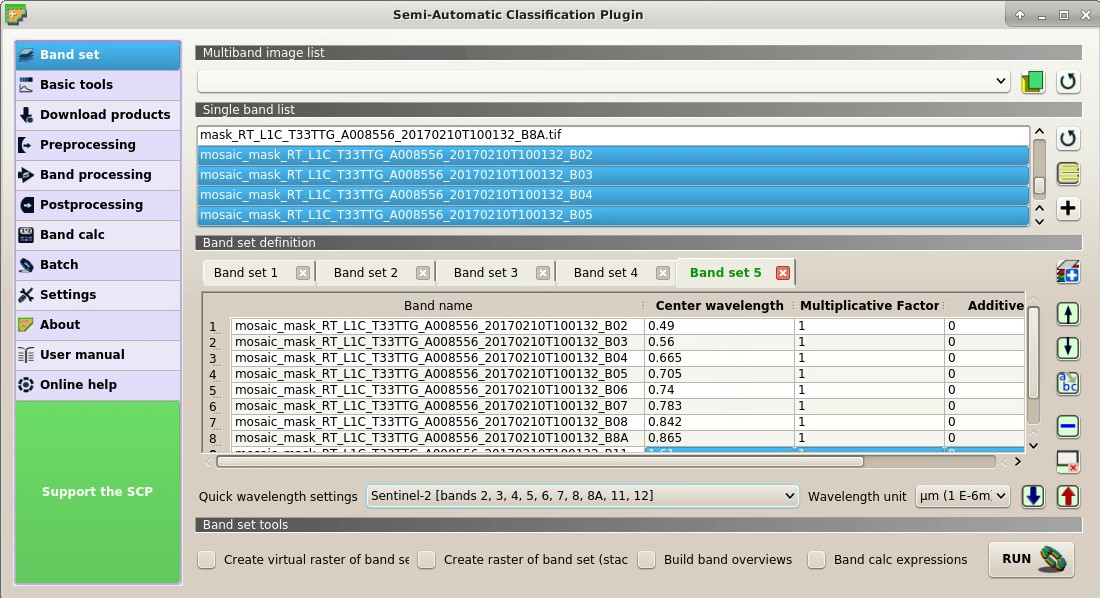 Semi-Automatic Classification Plugin
Band set
Basic tools
Download products
Preprocessing
Band processing
Postprocessing
Band calc
Batch
Settings
About
User manual
Online help
Support the SCP
Multiband image list
Single band list
mask_RT_L1C_T33TTG_A008556_20170210T100132_B8A.tif
mosaic_mask_RT_L1C_T33TTG_A008556_20170210T100132_B02
mosaic_mask_RT_L1C_T33TTG_A008556_20170210T100132_B03
mosaic_mask_RT_L1C_T33TTG_A008556_20170210T100132_B04
mosaic_mask_RT_L1C_T33TTG_A008556_20170210T100132_B05
Band set definition
Band set 1 Band set 2 Band set 3 Band set 4 Band set 5
Band name Center wavelength Multiplicative Factor Additive
1 mosaic_mask_RT_L1C_T33TTG_A008556_20170210T100132_B02 0.49 1 0
2 mosaic_mask_RT_L1C_T33TTG_A008556_20170210T100132_B03 0.56 1 0
3 mosaic_mask_RT_L1C_T33TTG_A008556_20170210T100132_B04 0.665 1 0
4 mosaic_mask_RT_L1C_T33TTG_A008556_20170210T100132_B05 0.705 1 0
5 mosaic_mask_RT_L1C_T33TTG_A008556_20170210T100132_B06 0.74 1 0
6 mosaic_mask_RT_L1C_T33TTG_A008556_20170210T100132_B07 0.783 1 0
7 mosaic_mask_RT_L1C_T33TTG_A008556_20170210T100132_B08 0.842 1 0
8 mosaic_mask_RT_L1C_T33TTG_A008556_20170210T100132_B8A 0.865 1 0
Quick wavelength settings Sentinel-2 [bands 2, 3, 4, 5, 6, 7, 8, 8A, 11, 12] Wavelength unit µm (1 E-6m)
Band set tools
Create virtual raster of band se Create raster of band set (stac Build band overviews Band calc expressions RUN